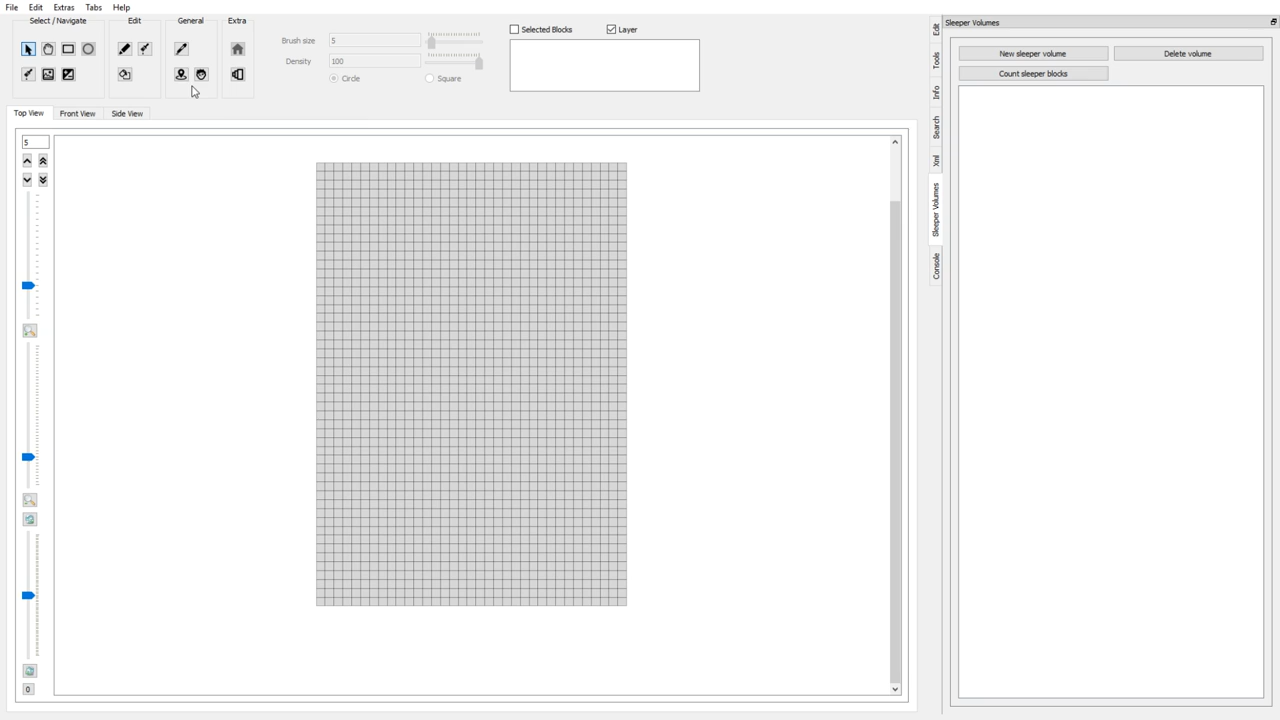 File Edit Extras Tabs Help
Select / Navigate Edit General Extra
Brush size 5
Density 100
Circle Square
Selected Blocks Layer
Top View Front View Side View
5
0
Edit
Tools
Info
Search
Xml
Sleeper Volumes
Console
Sleeper Volumes
New sleeper volume Delete volume
Count sleeper blocks